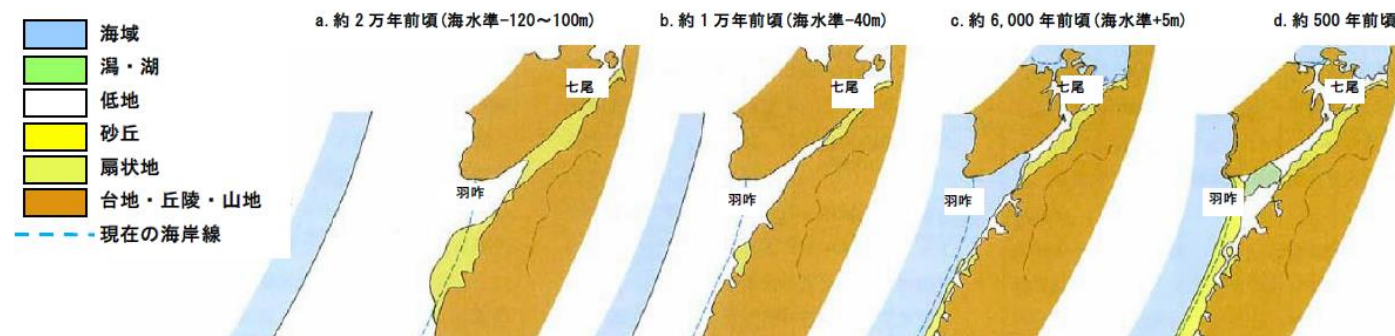 海域
潟・湖
低地
砂丘
扇状地
台地・丘陵・山地
現在の海岸線
a. 約2万年前頃(海水準-120～100m)
七尾
羽咋
b. 約1万年前頃(海水準-40m)
七尾
羽咋
c. 約6,000年前頃(海水準+5m)
七尾
羽咋
d. 約500年前頃
七尾
羽咋